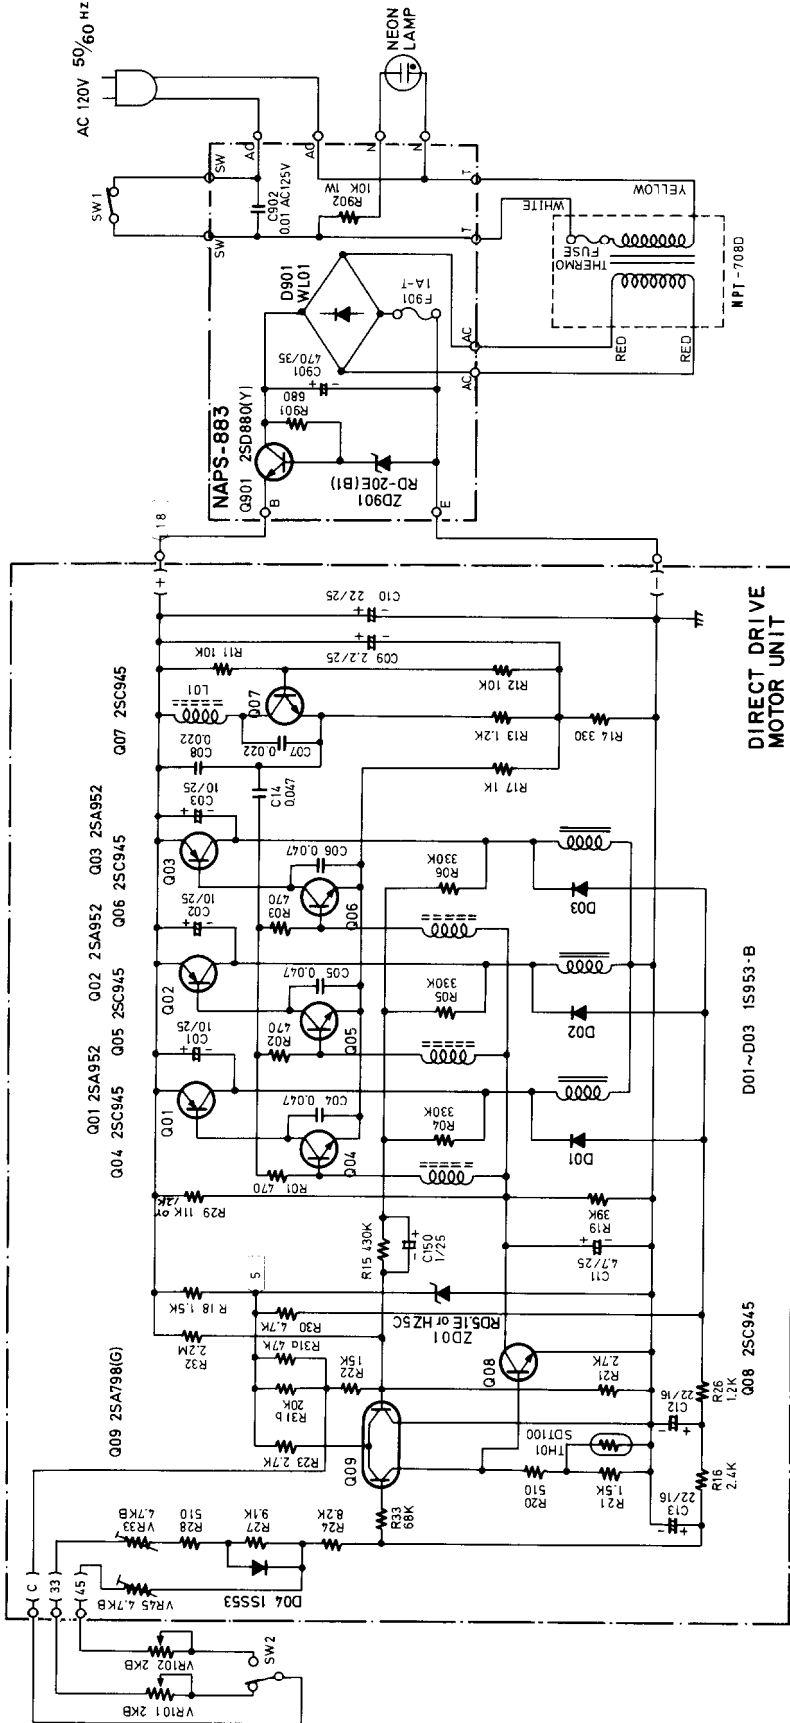 AC 120V 50/60 Hz
NEON
LAMP
SW1
SW
AC
AC
N
N
SW
C902
0.01 AC125V
R902
10K 1W
T
T
WHITE
YELLOW
THERMO
FUSE
NPT-708D
RED
RED
NAPS-883
D901
WL01
F901
1A-T
C901
470/35
R901
680
Q901 2SD880(Y)
ZD901
RD-20E(B1)
AC
AC
B
E
18
+
-
DIRECT DRIVE
MOTOR UNIT
C10 22/25
C09 2.2/25
R11 10K
L01
Q07
Q07 2SC945
C08
0.022
C07
0.022
C14
0.047
R12 10K
R13 1.2K
R14 330
R17 1K
Q03 2SA952
Q06 2SC945
C03
10/25
Q03
C06 0.047
R03
470
Q06
R06
330K
D03
Q02 2SA952
Q05 2SC945
C02
10/25
Q02
C05 0.047
R02
470
Q05
R05
330K
D02
Q01 2SA952
Q04 2SC945
C01
10/25
Q01
C04 0.047
R01
470
Q04
R04
330K
D01
D01~D03 1S953-B
R29 11K or
12K
R15 430K
C150
1/25
R19
39K
C11
4.7/25
R18 1.5K
5
ZD01
RD5.1E or HZ5C
R30 4.7K
R32
2.2M
R31a 47K
R31b
20K
R22
15K
R23 2.7K
Q08
Q08 2SC945
R21
2.7K
Q09 2SA798(G)
Q09
R33
68K
R20
510
TH01
SDT100
R21
1.5K
C12
22/16
C13
22/16
R26
1.2K
R16
2.4K
VR33
4.7KB
R28
510
R27
9.1K
R24
8.2K
D04 1SS53
VR45 4.7KB
C
33
45
VR102 2KB
VR101 2KB
SW2